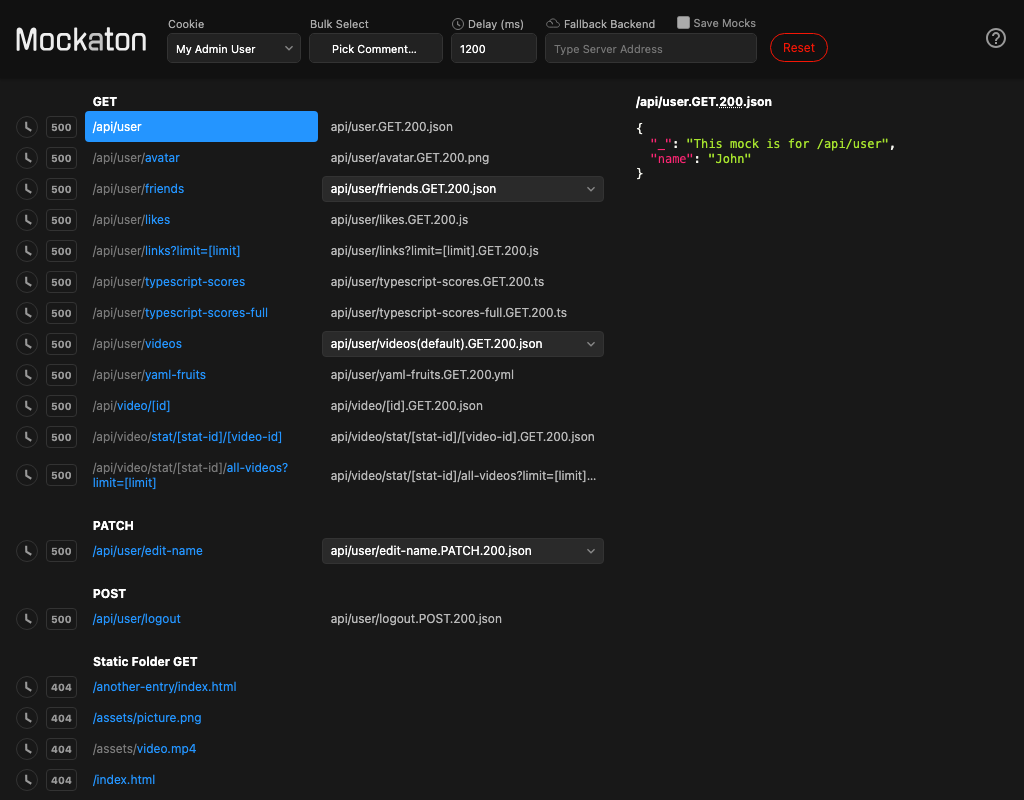 Mockaton
Cookie
My Admin User
Bulk Select
Pick Comment...
Delay (ms)
1200
Fallback Backend
Type Server Address
Save Mocks
Reset
?
GET
500 /api/user api/user.GET.200.json
500 /api/user/avatar api/user/avatar.GET.200.png
500 /api/user/friends api/user/friends.GET.200.json
500 /api/user/likes api/user/likes.GET.200.js
500 /api/user/links?limit=[limit] api/user/links?limit=[limit].GET.200.js
500 /api/user/typescript-scores api/user/typescript-scores.GET.200.ts
500 /api/user/typescript-scores-full api/user/typescript-scores-full.GET.200.ts
500 /api/user/videos api/user/videos(default).GET.200.json
500 /api/user/yaml-fruits api/user/yaml-fruits.GET.200.yml
500 /api/video/[id] api/video/[id].GET.200.json
500 /api/video/stat/[stat-id]/[video-id] api/video/stat/[stat-id]/[video-id].GET.200.json
500 /api/video/stat/[stat-id]/all-videos?
limit=[limit] api/video/stat/[stat-id]/all-videos?limit=[limit]...
PATCH
500 /api/user/edit-name api/user/edit-name.PATCH.200.json
POST
500 /api/user/logout api/user/logout.POST.200.json
Static Folder GET
404 /another-entry/index.html
404 /assets/picture.png
404 /assets/video.mp4
404 /index.html
/api/user.GET.200.json
{
"_": "This mock is for /api/user",
"name": "John"
}